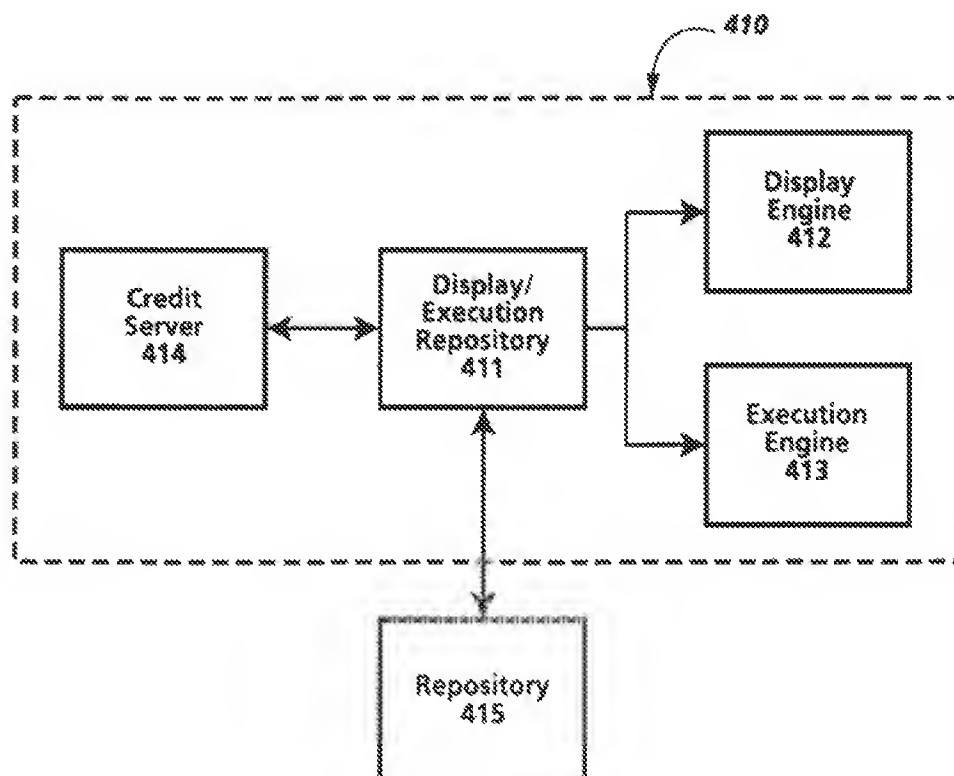 410
Display
Engine
412
Credit
Server
414
Display/
Execution
Repository
411
Execution
Engine
413
Repository
415